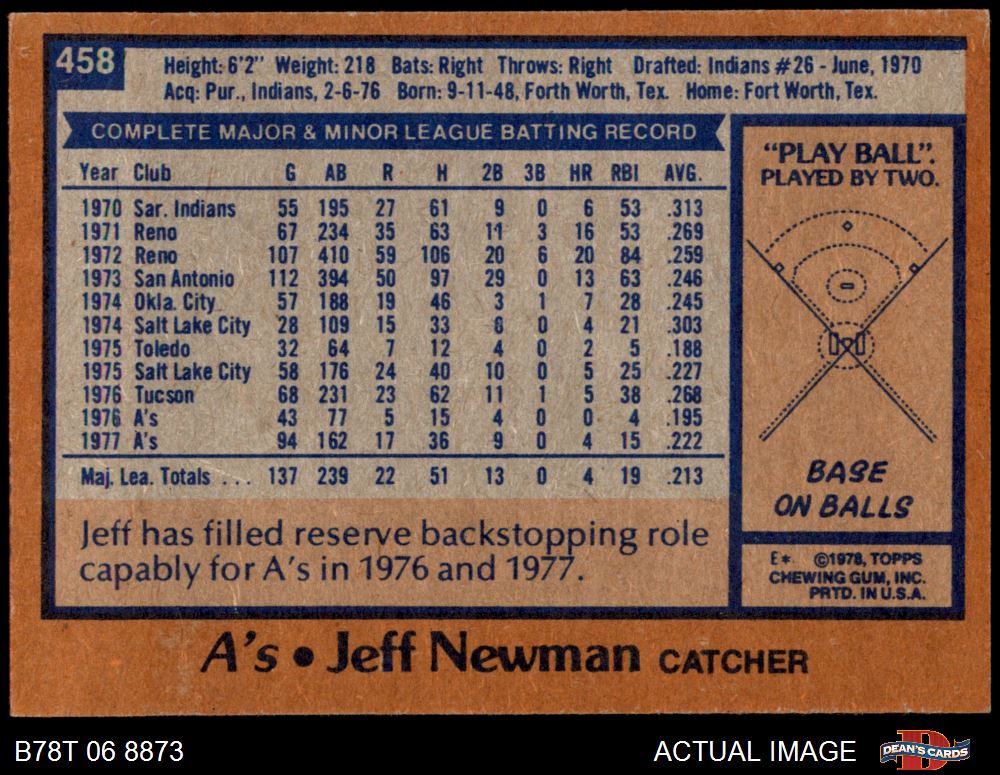 458
Height: 6'2" Weight: 218 Bats: Right Throws: Right Drafted: Indians #26 - June, 1970
Acq: Pur., Indians, 2-6-76 Born: 9-11-48, Forth Worth, Tex. Home: Fort Worth, Tex.
COMPLETE MAJOR & MINOR LEAGUE BATTING RECORD
Year Club G AB R H 2B 3B HR RBI AVG.
1970 Sar. Indians 55 195 27 61 9 0 6 53 .313
1971 Reno 67 234 35 63 11 3 16 53 .269
1972 Reno 107 410 59 106 20 6 20 84 .259
1973 San Antonio 112 394 50 97 29 0 13 63 .246
1974 Okla. City 57 188 19 46 3 1 7 28 .245
1974 Salt Lake City 28 109 15 33 8 0 4 21 .303
1975 Toledo 32 64 7 12 4 0 2 5 .188
1975 Salt Lake City 58 176 24 40 10 0 5 25 .227
1976 Tucson 68 231 23 62 11 1 5 38 .268
1976 A's 43 77 5 15 4 0 0 4 .195
1977 A's 94 162 17 36 9 0 4 15 .222
Maj. Lea. Totals . . . 137 239 22 51 13 0 4 19 .213
Jeff has filled reserve backstopping role
capably for A's in 1976 and 1977.
"PLAY BALL".
PLAYED BY TWO.
BASE
ON BALLS
E* ©1978, TOPPS
CHEWING GUM, INC.
PRTD. IN U.S.A.
A's • Jeff Newman CATCHER
B78T 06 8873
ACTUAL IMAGE
DEAN'S CARDS